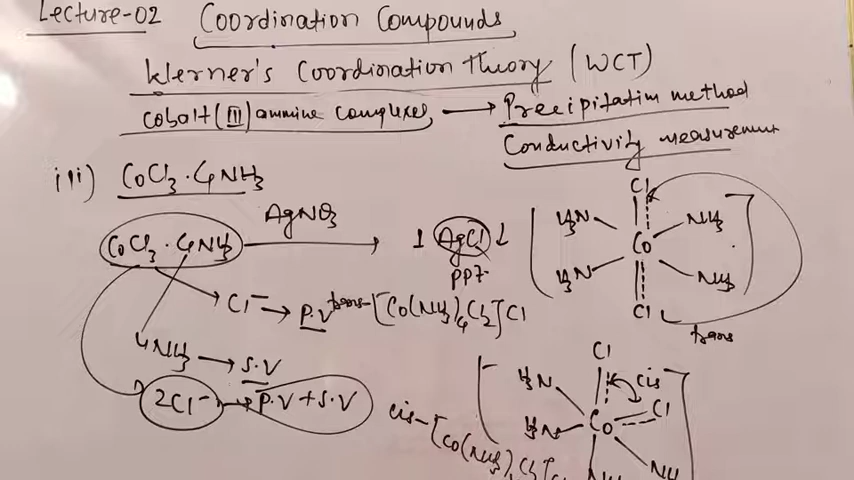 Lecture-02 Coordination Compounds
Werner's Coordination Theory (WCT)
Cobalt(III) ammine complexes → Precipitation method
Conductivity measurement
iii) CoCl₃·4NH₃
CoCl₃·4NH₃ AgNO₃ → 1 AgCl ↓
ppt
Cl⁻ → P.V
trans-[Co(NH₃)₄Cl₂]Cl
4NH₃ → S.V
2Cl⁻ → P.V + S.V
Cl
H₃N NH₃
Co
H₃N NH₃
Cl
trans
Cl
H₃N cis
Cl
H₃N Co
cis-[Co(NH₃)